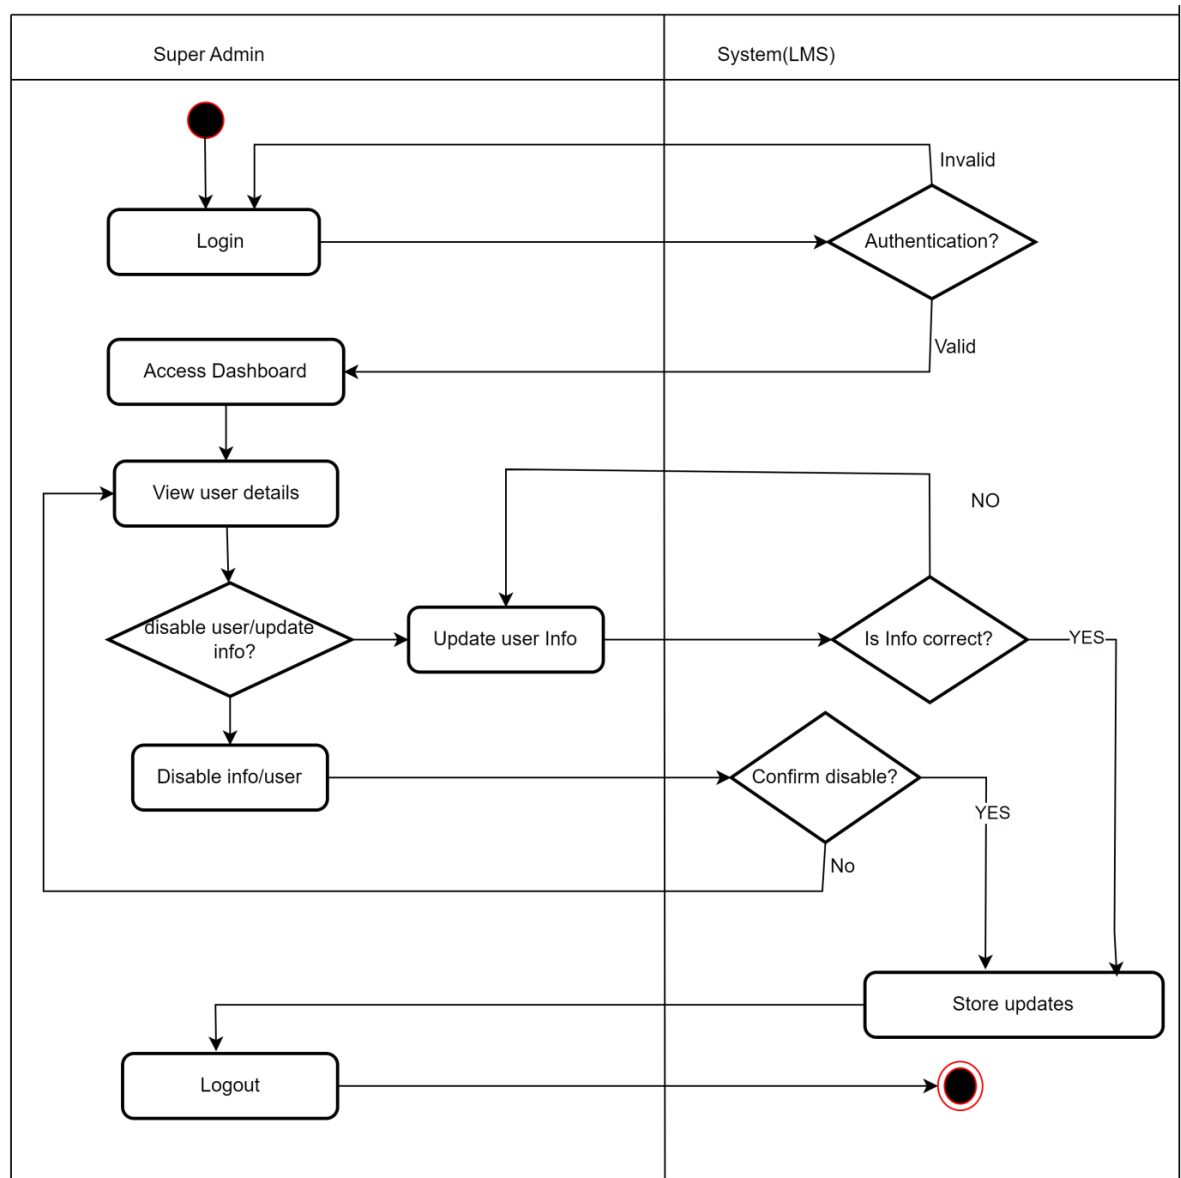 Super Admin
System(LMS)
Invalid
Login
Authentication?
Valid
Access Dashboard
View user details
NO
disable user/update
info?
Update user Info
Is Info correct?
YES
Disable info/user
Confirm disable?
YES
No
Store updates
Logout